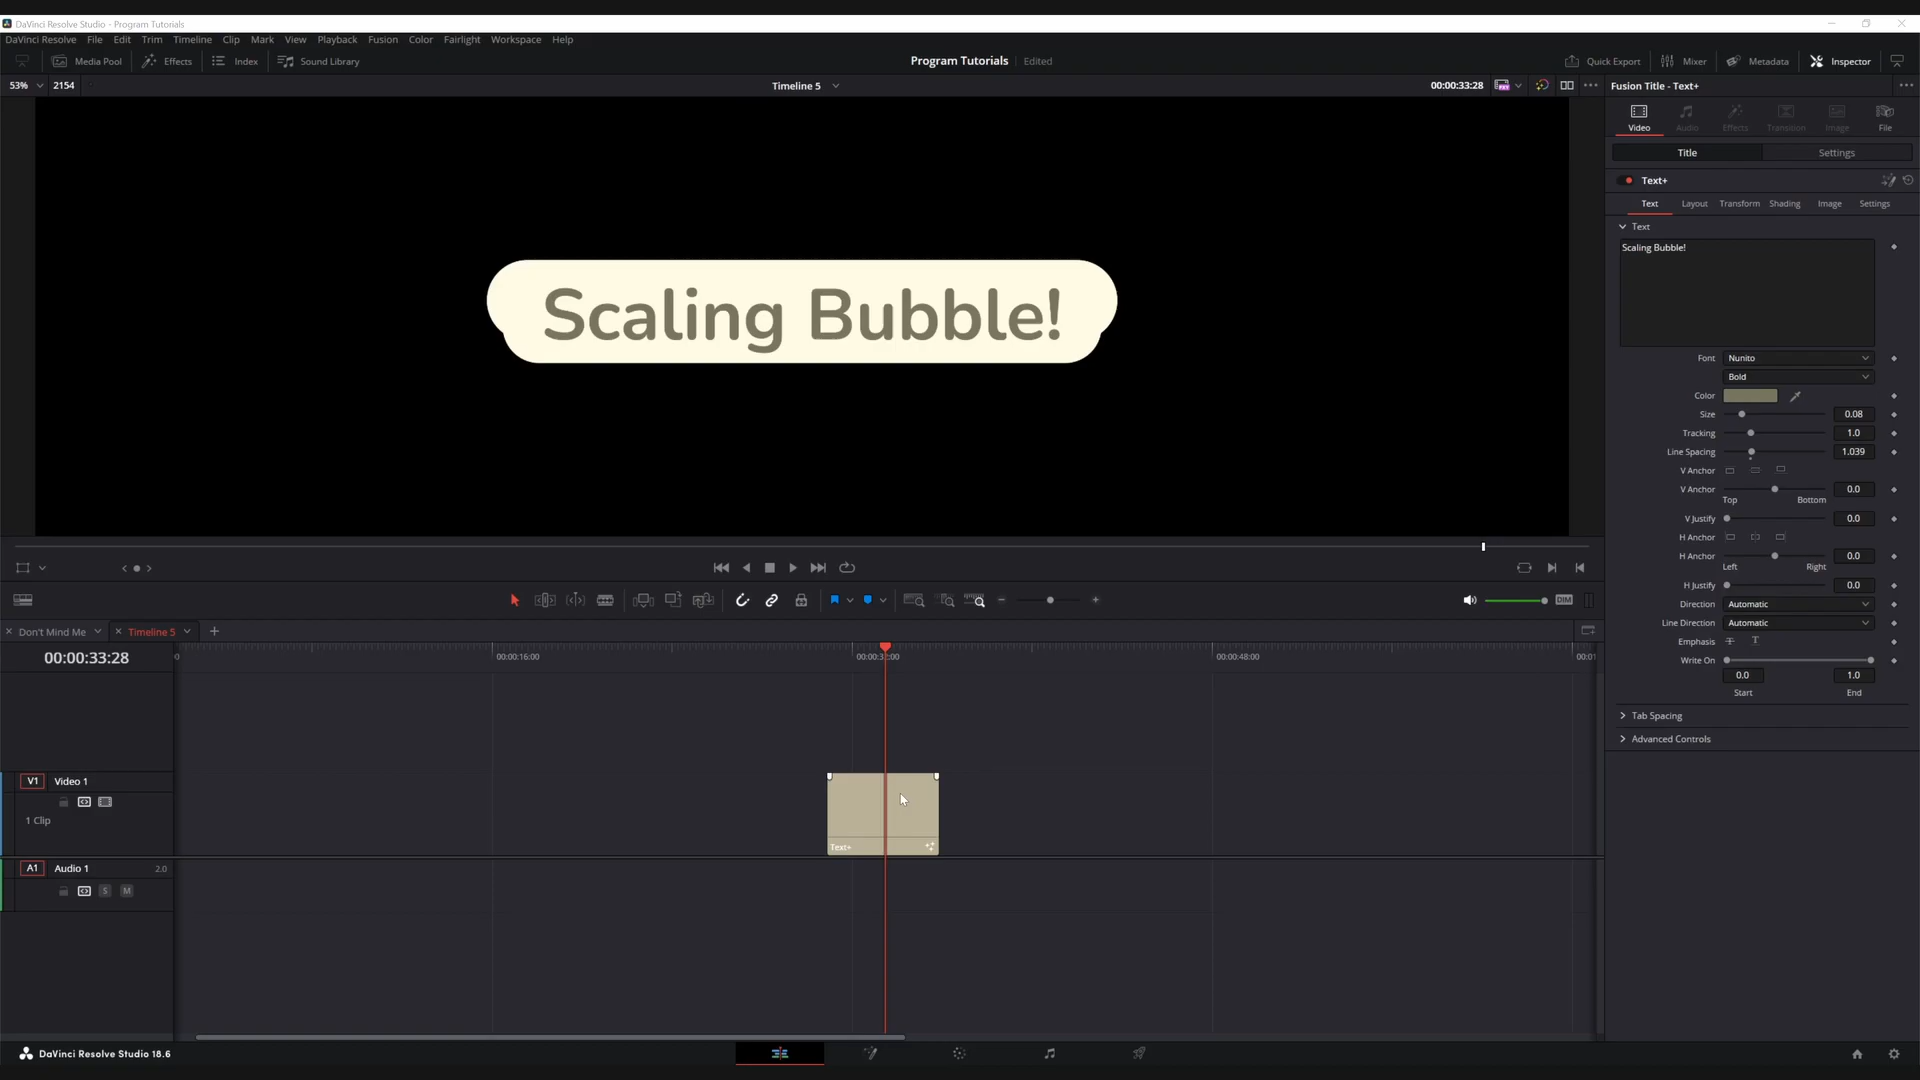 DaVinci Resolve Studio - Program Tutorials
DaVinci Resolve File Edit Trim Timeline Clip Mark View Playback Fusion Color Fairlight Workspace Help
Media Pool Effects Index Sound Library Program Tutorials Edited Quick Export Mixer Metadata Inspector
53% 2154 Timeline 5 00:00:33:28 Fusion Title - Text+
Video Audio Effects Transition Image File
Title Settings
Text+
Text Layout Transform Shading Image Settings
Text
Scaling Bubble!
Scaling Bubble!
Font Nunito
Bold
Color
Size 0.08
Tracking 1.0
Line Spacing 1.039
V Anchor
V Anchor 0.0
Top Bottom
V Justify 0.0
H Anchor
H Anchor 0.0
Left Right
H Justify 0.0
Direction Automatic
Line Direction Automatic
Emphasis
Write On
0.0 1.0
Start End
Tab Spacing
Advanced Controls
DIM
Don't Mind Me Timeline 5
00:00:33:28
00:00:16:00 00:00:32:00 00:00:48:00
V1 Video 1
1 Clip
Text+
A1 Audio 1 2.0
S M
DaVinci Resolve Studio 18.6